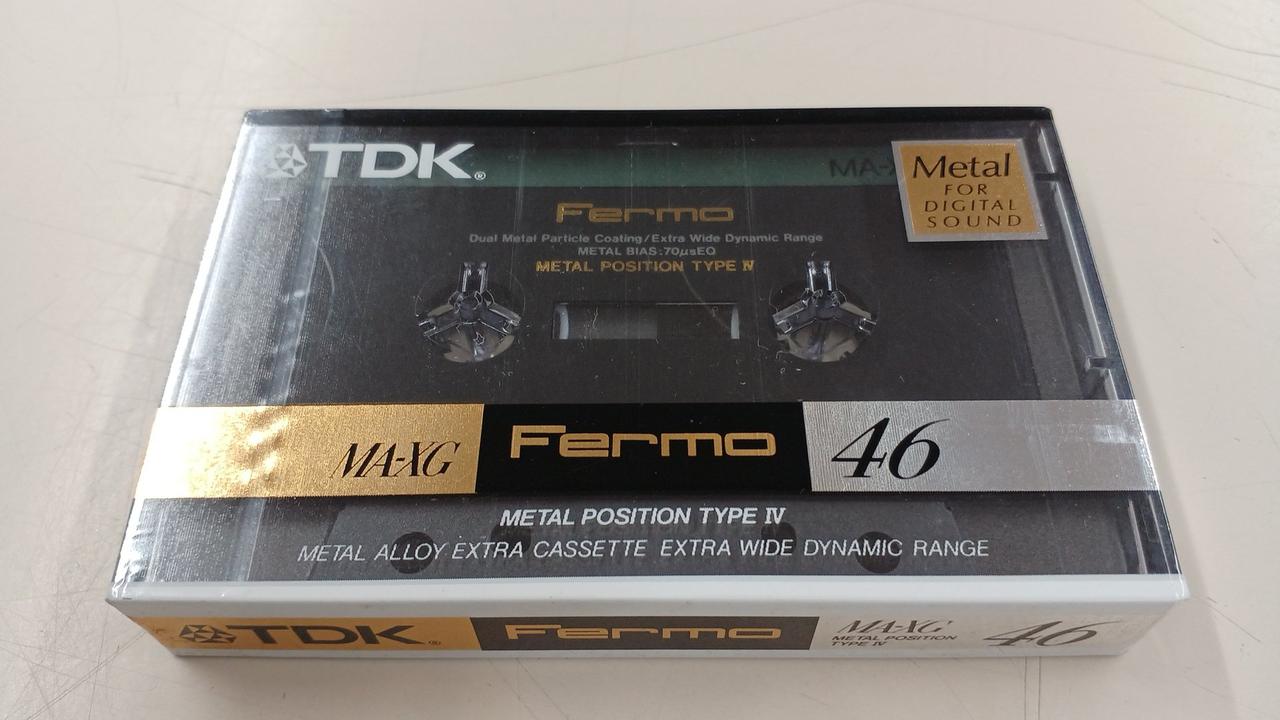 TDK®
MA-X
Metal
FOR
DIGITAL
SOUND
Fermo
Dual Metal Particle Coating/Extra Wide Dynamic Range
METAL BIAS:70μsEQ
METAL POSITION TYPE IV
MA-XG Fermo 46
METAL POSITION TYPE IV
METAL ALLOY EXTRA CASSETTE EXTRA WIDE DYNAMIC RANGE
TDK® Fermo MA-XG 46
METAL POSITION
TYPE IV